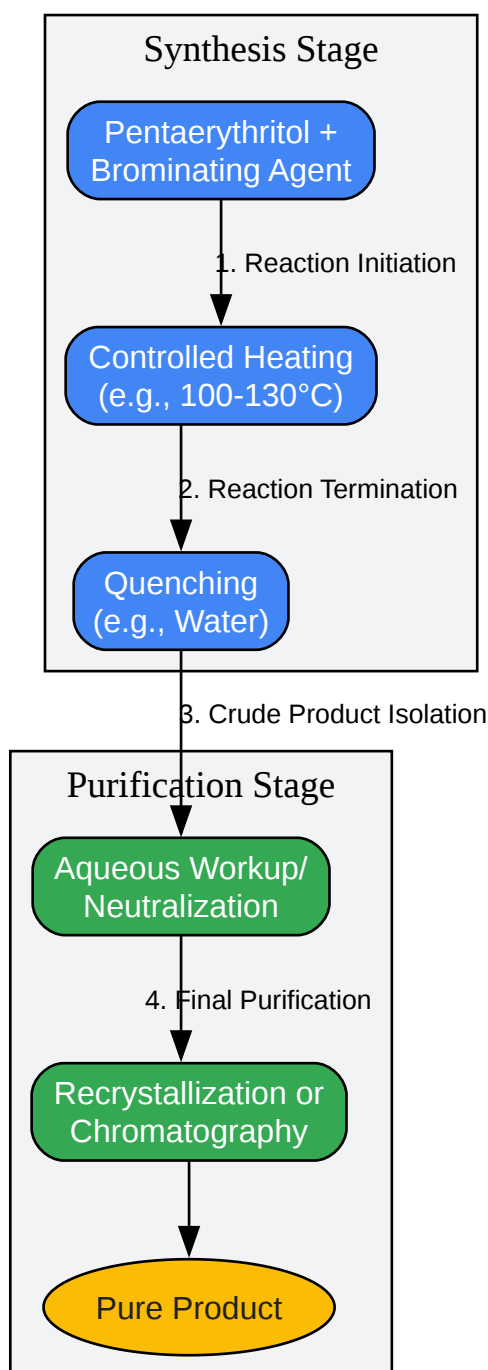 Synthesis Stage
Pentaerythritol +
Brominating Agent
1. Reaction Initiation
Controlled Heating
(e.g., 100-130°C)
2. Reaction Termination
Quenching
(e.g., Water)
3. Crude Product Isolation
Purification Stage
Aqueous Workup/
Neutralization
4. Final Purification
Recrystallization or
Chromatography
Pure Product